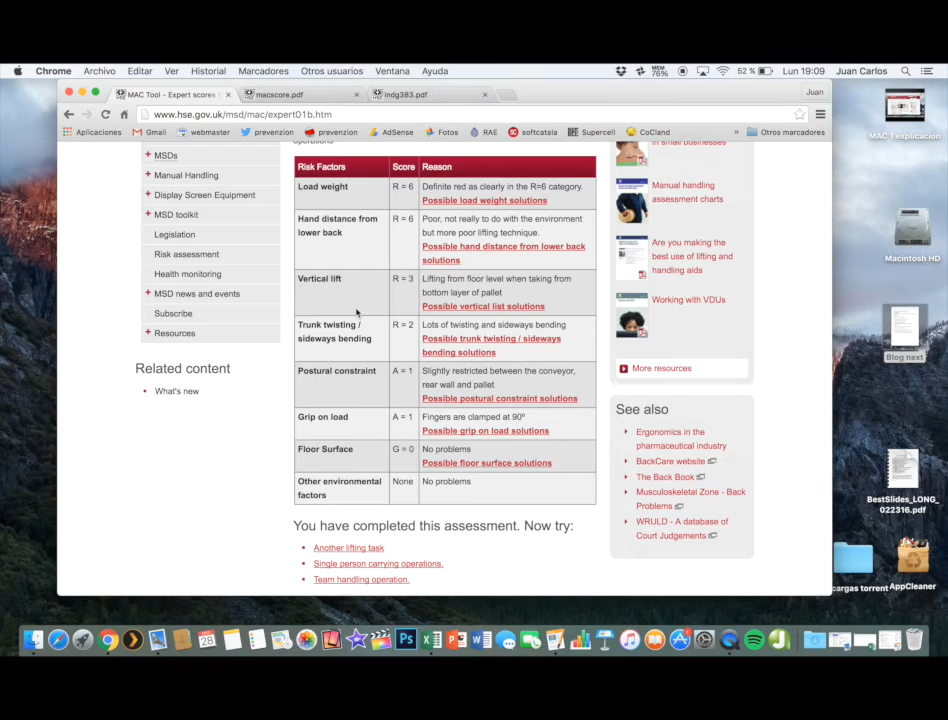 Chrome Archivo Editar Ver Historial Marcadores Otros usuarios Ventana Ayuda
MEM 76% 52 % Lun 19:09 Juan Carlos
MAC Tool - Expert scores
macscore.pdf
indg383.pdf
Juan
www.hse.gov.uk/msd/mac/expert01b.htm
Aplicaciones Gmail webmaster prevenzion prevenzion AdSense Fotos RAE softcatala Supercell CoCland » Otros marcadores
operations
MSDs
Manual Handling
Display Screen Equipment
MSD toolkit
Legislation
Risk assessment
Health monitoring
MSD news and events
Subscribe
Resources
Related content
What's new
Risk Factors Score Reason
Load weight R = 6 Definite red as clearly in the R=6 category.
Possible load weight solutions
Hand distance from R = 6 Poor, not really to do with the environment
lower back but more poor lifting technique.
Possible hand distance from lower back
solutions
Vertical lift R = 3 Lifting from floor level when taking from
bottom layer of pallet
Possible vertical list solutions
Trunk twisting / R = 2 Lots of twisting and sideways bending
sideways bending Possible trunk twisting / sideways
bending solutions
Postural constraint A = 1 Slightly restricted between the conveyor,
rear wall and pallet
Possible postural constraint solutions
Grip on load A = 1 Fingers are clamped at 90º
Possible grip on load solutions
Floor Surface G = 0 No problems
Possible floor surface solutions
Other environmental None No problems
factors
You have completed this assessment. Now try:
Another lifting task
Single person carrying operations.
Team handling operation.
in small businesses
Manual handling
assessment charts
Are you making the
best use of lifting and
handling aids
Working with VDUs
More resources
See also
Ergonomics in the
pharmaceutical industry
BackCare website
The Back Book
Musculoskeletal Zone - Back
Problems
WRULD - A database of
Court Judgements
MAC 1 explicacion
Macintosh HD
Blog next
BestSlides_LONG_
022316.pdf
cargas torrent
AppCleaner
28
Ps